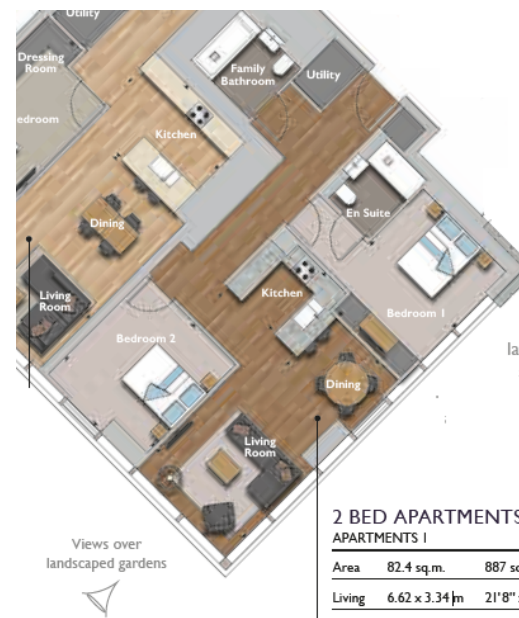 Utility
Dressing
Room
edroom
Family
Bathroom
Utility
Kitchen
En Suite
Dining
Living
Room
Kitchen
Bedroom 1
Bedroom 2
Dining
Living
Room
la
Views over
landscaped gardens
2 BED APARTMENTS
APARTMENTS 1
Area 82.4 sq.m. 887 sq
Living 6.62 x 3.34 m 21'8"